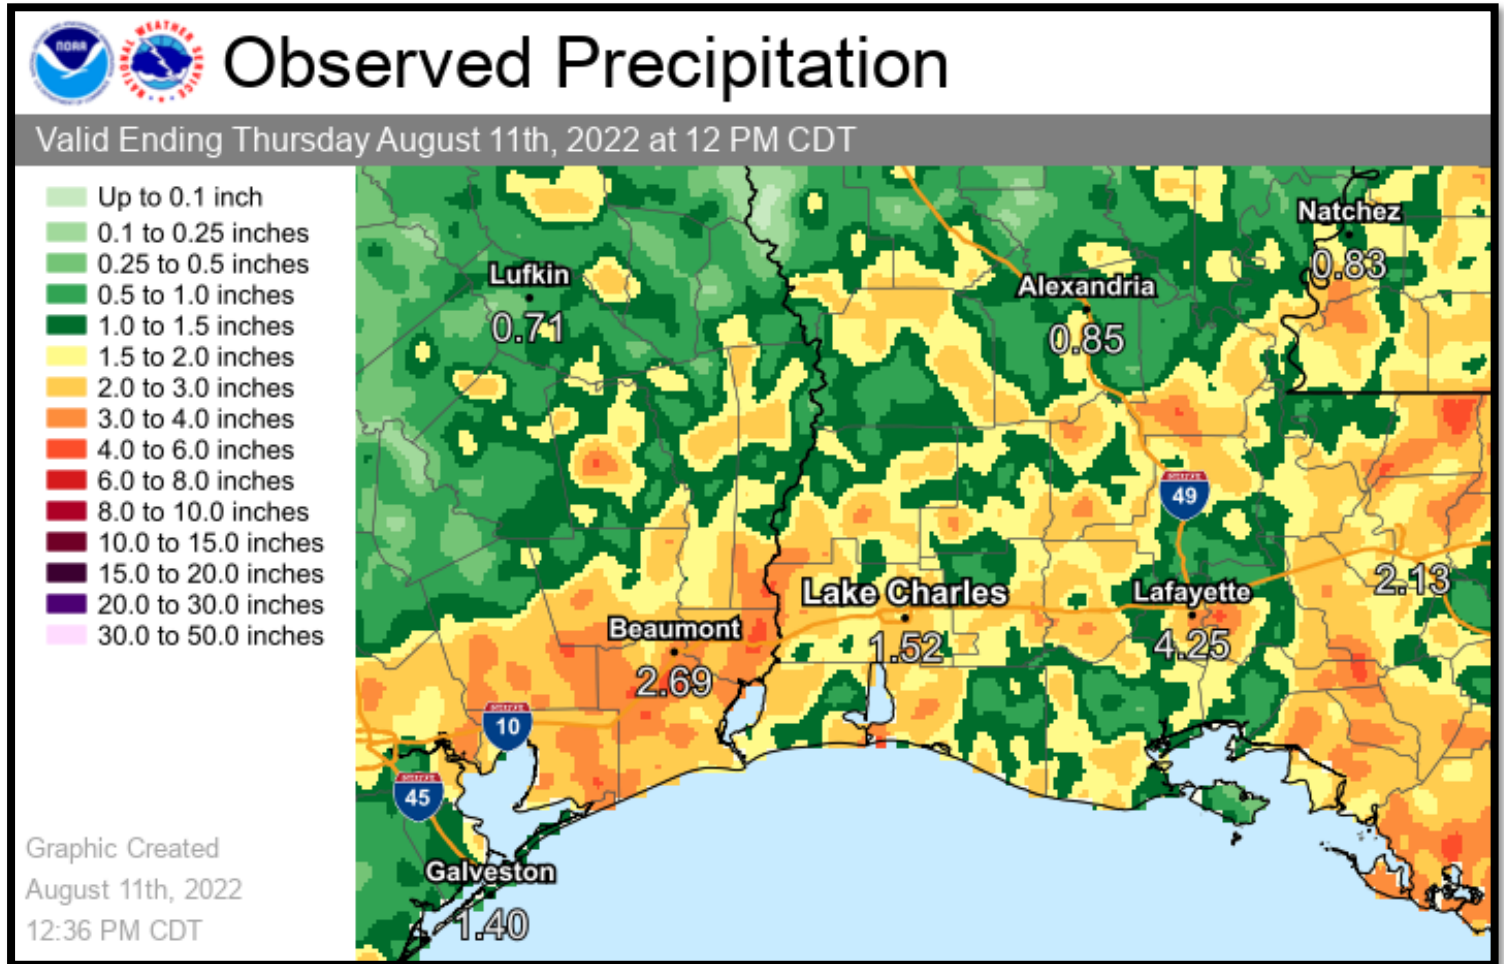 NOAA
NATIONAL WEATHER SERVICE
Observed Precipitation
Valid Ending Thursday August 11th, 2022 at 12 PM CDT
Up to 0.1 inch
0.1 to 0.25 inches
0.25 to 0.5 inches
0.5 to 1.0 inches
1.0 to 1.5 inches
1.5 to 2.0 inches
2.0 to 3.0 inches
3.0 to 4.0 inches
4.0 to 6.0 inches
6.0 to 8.0 inches
8.0 to 10.0 inches
10.0 to 15.0 inches
15.0 to 20.0 inches
20.0 to 30.0 inches
30.0 to 50.0 inches
Graphic Created
August 11th, 2022
12:36 PM CDT
Natchez
0.83
Lufkin
0.71
Alexandria
0.85
49
2.13
Lake Charles
1.52
Lafayette
4.25
Beaumont
2.69
10
45
Galveston
1.40